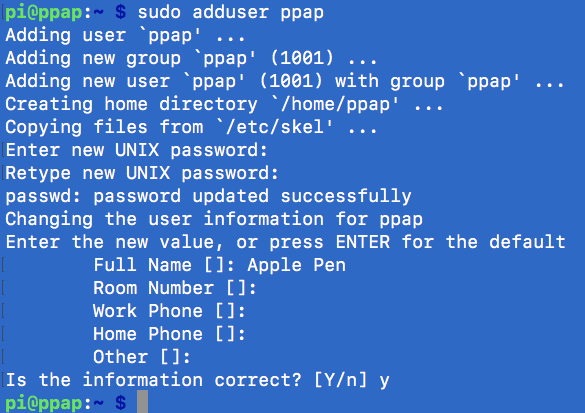 pi@ppap:~ $ sudo adduser ppap
Adding user `ppap' ...
Adding new group `ppap' (1001) ...
Adding new user `ppap' (1001) with group `ppap' ...
Creating home directory `/home/ppap' ...
Copying files from `/etc/skel' ...
Enter new UNIX password:
Retype new UNIX password:
passwd: password updated successfully
Changing the user information for ppap
Enter the new value, or press ENTER for the default
Full Name []: Apple Pen
Room Number []:
Work Phone []:
Home Phone []:
Other []:
Is the information correct? [Y/n] y
pi@ppap:~ $